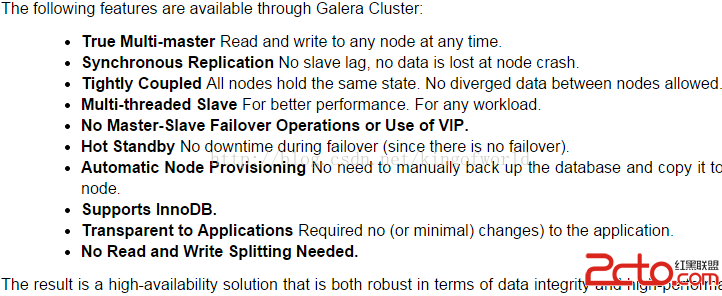 The following features are available through Galera Cluster:
• True Multi-master Read and write to any node at any time.
• Synchronous Replication No slave lag, no data is lost at node crash.
• Tightly Coupled All nodes hold the same state. No diverged data between nodes allowed.
• Multi-threaded Slave For better performance. For any workload.
• No Master-Slave Failover Operations or Use of VIP.
• Hot Standby No downtime during failover (since there is no failover).
http://blog.csdn.net/kingofworld
• Automatic Node Provisioning No need to manually back up the database and copy it to
node.
• Supports InnoDB.
• Transparent to Applications Required no (or minimal) changes) to the application.
• No Read and Write Splitting Needed.
2cto.com
红黑联盟
The result is a high-availability solution that is both robust in terms of data integrity and high-performa